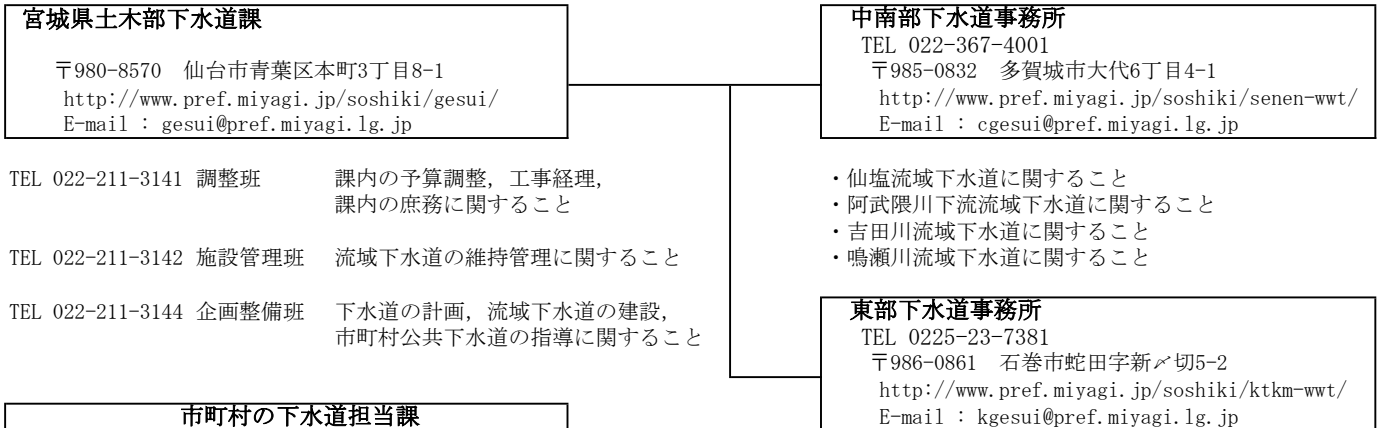 宮城県土木部下水道課
〒980-8570　仙台市青葉区本町3丁目8-1
http://www.pref.miyagi.jp/soshiki/gesui/
E-mail : gesui@pref.miyagi.lg.jp
TEL 022-211-3141 調整班　課内の予算調整，工事経理，
課内の庶務に関すること
TEL 022-211-3142 施設管理班　流域下水道の維持管理に関すること
TEL 022-211-3144 企画整備班　下水道の計画，流域下水道の建設，
市町村公共下水道の指導に関すること
市町村の下水道担当課
中南部下水道事務所
TEL 022-367-4001
〒985-0832　多賀城市大代6丁目4-1
http://www.pref.miyagi.jp/soshiki/senen-wwt/
E-mail : cgesui@pref.miyagi.lg.jp
・仙塩流域下水道に関すること
・阿武隈川下流流域下水道に関すること
・吉田川流域下水道に関すること
・鳴瀬川流域下水道に関すること
東部下水道事務所
TEL 0225-23-7381
〒986-0861　石巻市蛇田字新〆切5-2
http://www.pref.miyagi.jp/soshiki/ktkm-wwt/
E-mail : kgesui@pref.miyagi.lg.jp